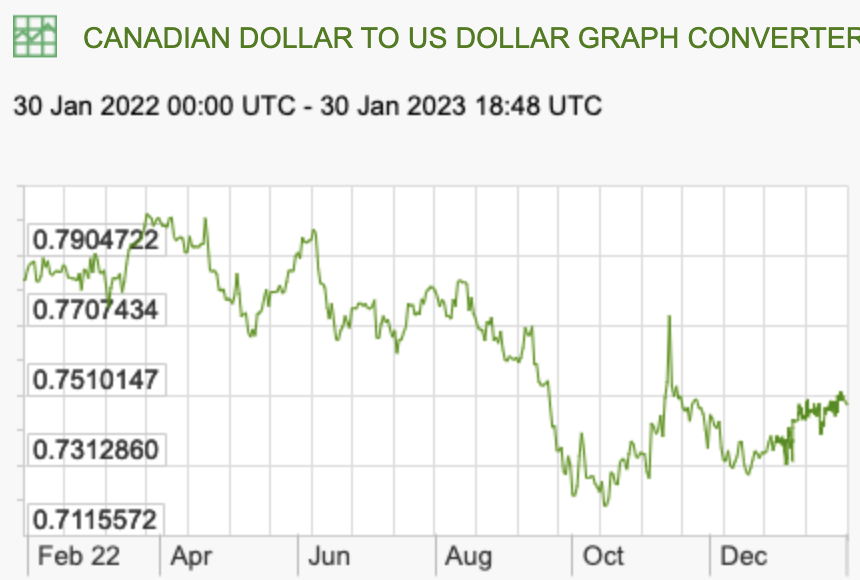 CANADIAN DOLLAR TO US DOLLAR GRAPH CONVERTER
30 Jan 2022 00:00 UTC - 30 Jan 2023 18:48 UTC
0.7904722
0.7707434
0.7510147
0.7312860
0.7115572
Feb 22 Apr Jun Aug Oct Dec